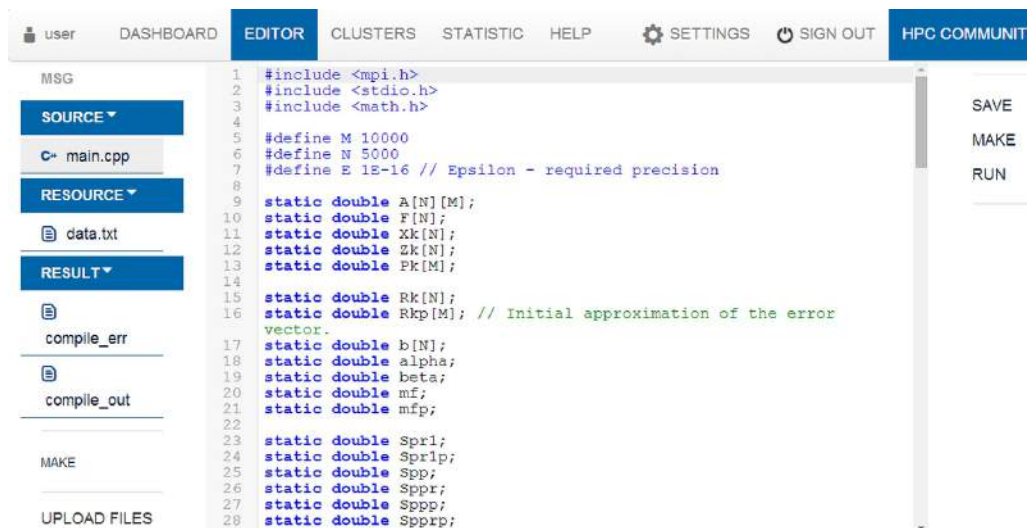 user DASHBOARD EDITOR CLUSTERS STATISTIC HELP SETTINGS SIGN OUT HPC COMMUNIT
MSG
SOURCE
C++ main.cpp
RESOURCE
data.txt
RESULT
compile_err
compile_out
MAKE
UPLOAD FILES
1 #include <mpi.h>
2 #include <stdio.h>
3 #include <math.h>
4
5 #define M 10000
6 #define N 5000
7 #define E 1E-16 // Epsilon - required precision
8
9 static double A[N][M];
10 static double F[N];
11 static double Xk[N];
12 static double Zk[N];
13 static double Pk[M];
14
15 static double Rk[N];
16 static double Rkp[M]; // Initial approximation of the error
vector.
17 static double b[N];
18 static double alpha;
19 static double beta;
20 static double mf;
21 static double mfp;
22
23 static double Spr1;
24 static double Spr1p;
25 static double Spp;
26 static double Sppr;
27 static double Sppp;
28 static double Spprp;
SAVE
MAKE
RUN